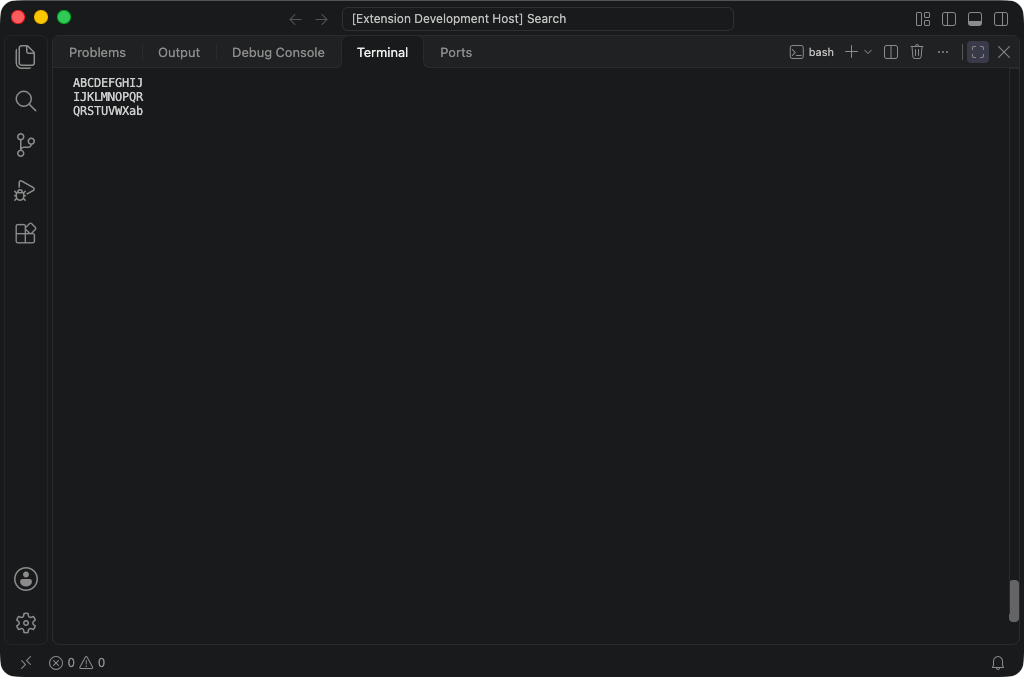 [Extension Development Host] Search
Problems
Output
Debug Console
Terminal
Ports
bash
ABCDEFGHIJ
IJKLMNOPQR
QRSTUVWXab
0
0